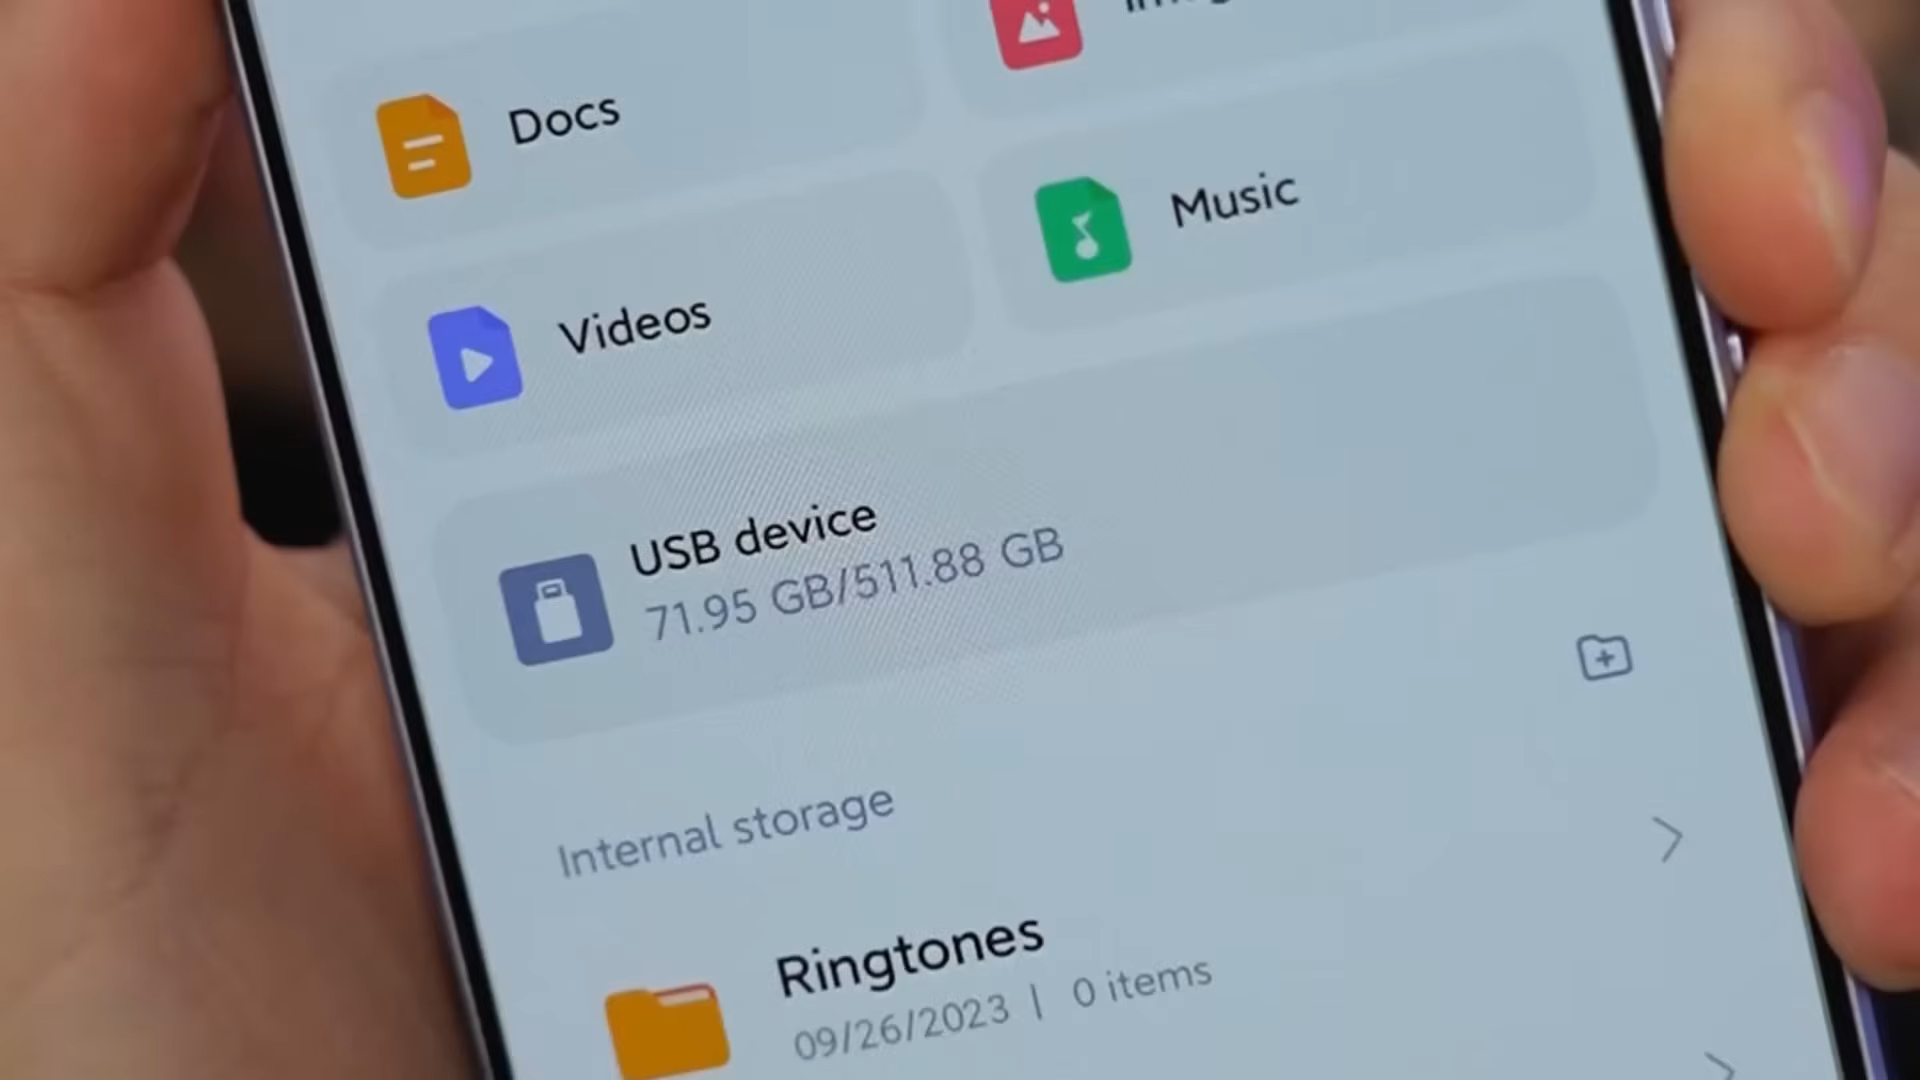 Docs
Music
Videos
USB device
71.95 GB/511.88 GB
Internal storage
Ringtones
09/26/2023 | 0 items